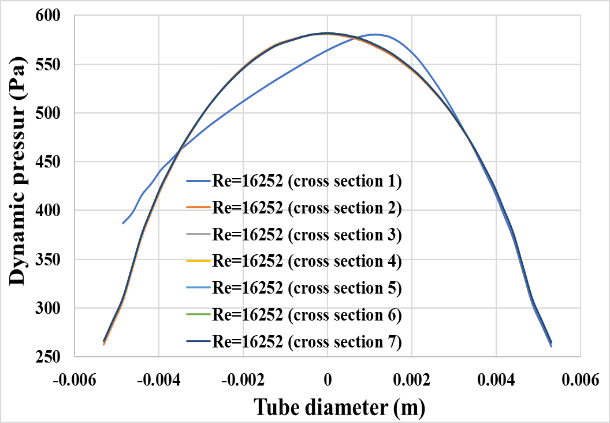 Dynamic pressur (Pa)
600
550
500
450
400
350
300
250
Re=16252 (cross section 1)
Re=16252 (cross section 2)
Re=16252 (cross section 3)
Re=16252 (cross section 4)
Re=16252 (cross section 5)
Re=16252 (cross section 6)
Re=16252 (cross section 7)
-0.006 -0.004 -0.002 0 0.002 0.004 0.006
Tube diameter (m)